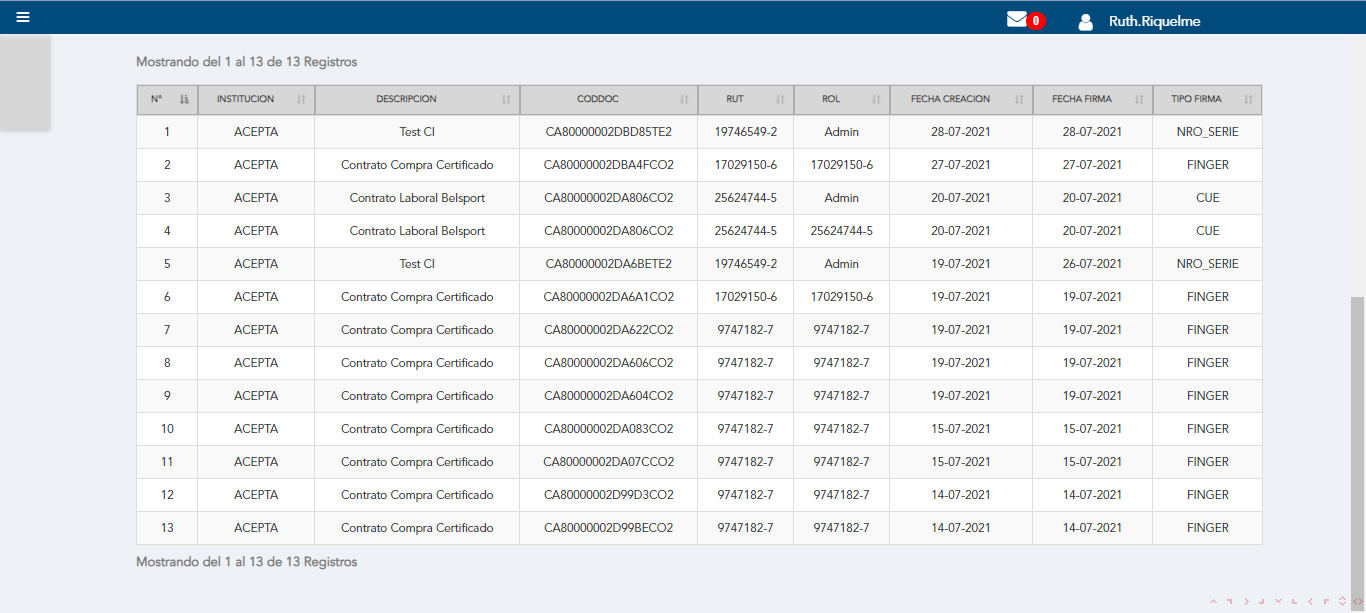 0 Ruth.Riquelme
Mostrando del 1 al 13 de 13 Registros
N° INSTITUCION DESCRIPCION CODDOC RUT ROL FECHA CREACION FECHA FIRMA TIPO FIRMA
1 ACEPTA Test CI CA80000002DBD85TE2 19746549-2 Admin 28-07-2021 28-07-2021 NRO_SERIE
2 ACEPTA Contrato Compra Certificado CA80000002DBA4FCO2 17029150-6 17029150-6 27-07-2021 27-07-2021 FINGER
3 ACEPTA Contrato Laboral Belsport CA80000002DA806CO2 25624744-5 Admin 20-07-2021 20-07-2021 CUE
4 ACEPTA Contrato Laboral Belsport CA80000002DA806CO2 25624744-5 25624744-5 20-07-2021 20-07-2021 CUE
5 ACEPTA Test CI CA80000002DA6BETE2 19746549-2 Admin 19-07-2021 26-07-2021 NRO_SERIE
6 ACEPTA Contrato Compra Certificado CA80000002DA6A1CO2 17029150-6 17029150-6 19-07-2021 19-07-2021 FINGER
7 ACEPTA Contrato Compra Certificado CA80000002DA622CO2 9747182-7 9747182-7 19-07-2021 19-07-2021 FINGER
8 ACEPTA Contrato Compra Certificado CA80000002DA606CO2 9747182-7 9747182-7 19-07-2021 19-07-2021 FINGER
9 ACEPTA Contrato Compra Certificado CA80000002DA604CO2 9747182-7 9747182-7 19-07-2021 19-07-2021 FINGER
10 ACEPTA Contrato Compra Certificado CA80000002DA083CO2 9747182-7 9747182-7 15-07-2021 15-07-2021 FINGER
11 ACEPTA Contrato Compra Certificado CA80000002DA07CCO2 9747182-7 9747182-7 15-07-2021 15-07-2021 FINGER
12 ACEPTA Contrato Compra Certificado CA80000002D99D3CO2 9747182-7 9747182-7 14-07-2021 14-07-2021 FINGER
13 ACEPTA Contrato Compra Certificado CA80000002D99BECO2 9747182-7 9747182-7 14-07-2021 14-07-2021 FINGER
Mostrando del 1 al 13 de 13 Registros